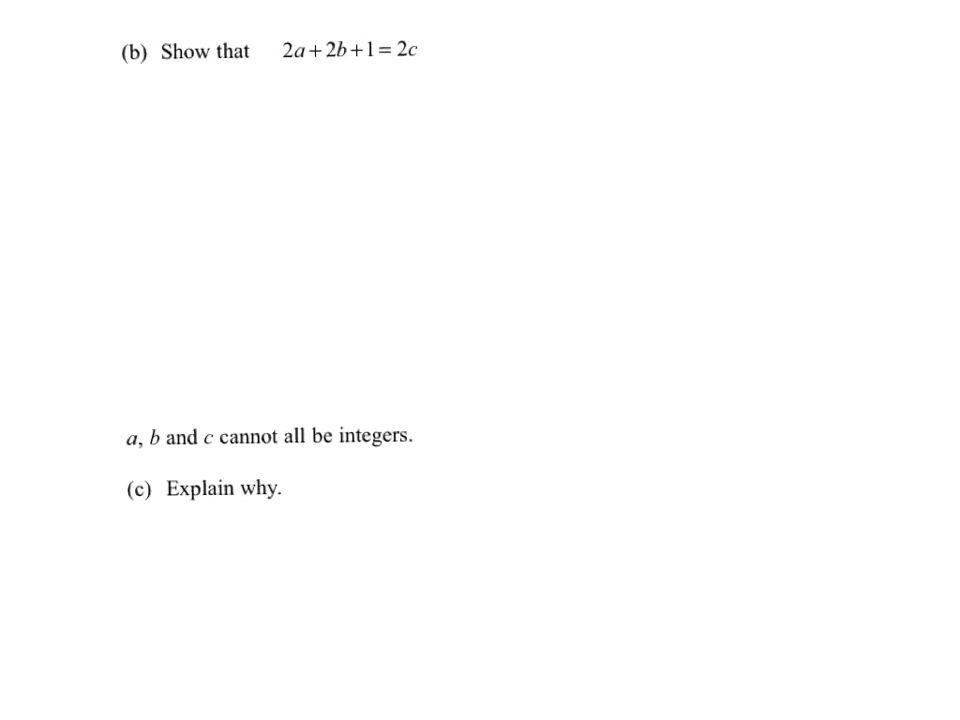 (b) Show that 2a+2b+1=2c
a, b and c cannot all be integers.
(c) Explain why.